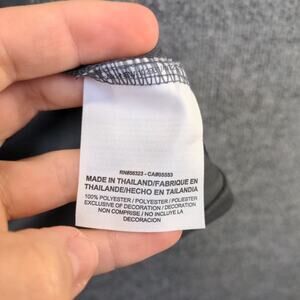 RN#56323 - CA#05553
MADE IN THAILAND/FABRIQUE EN
THAILANDE/HECHO EN TAILANDIA
100% POLYESTER / POLYESTER / POLIESTER
EXCLUSIVE OF DECORATION / DECORATION
NON COMPRISE / NO INCLUYE LA
DECORACION